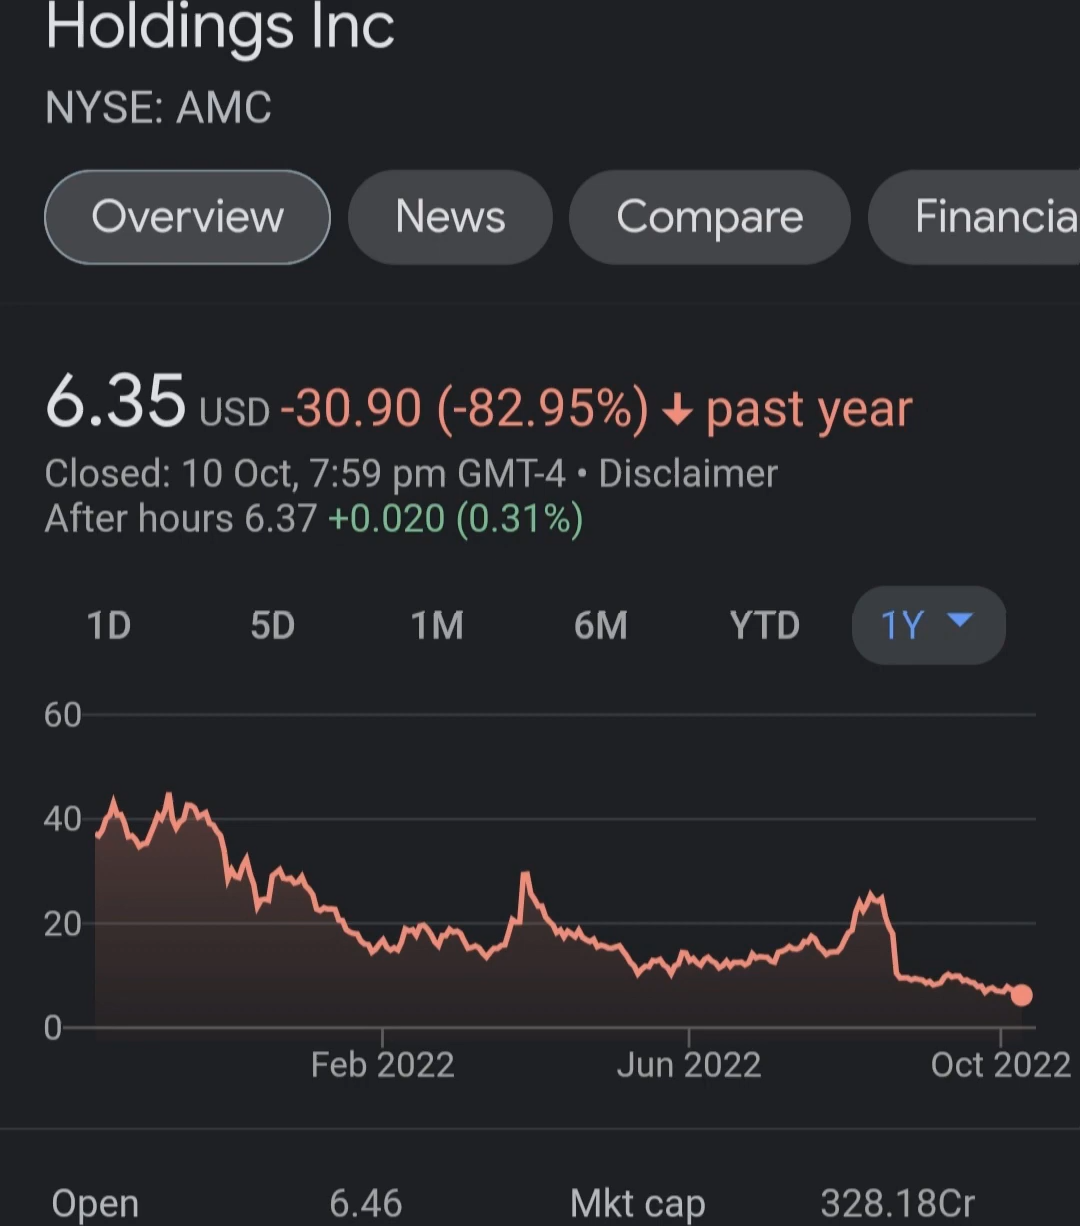 Holdings Inc
NYSE: AMC
Overview News Compare Financia
6.35 USD -30.90 (-82.95%) ↓ past year
Closed: 10 Oct, 7:59 pm GMT-4 • Disclaimer
After hours 6.37 +0.020 (0.31%)
1D 5D 1M 6M YTD 1Y
60
40
20
0
Feb 2022 Jun 2022 Oct 2022
Open 6.46 Mkt cap 328.18Cr